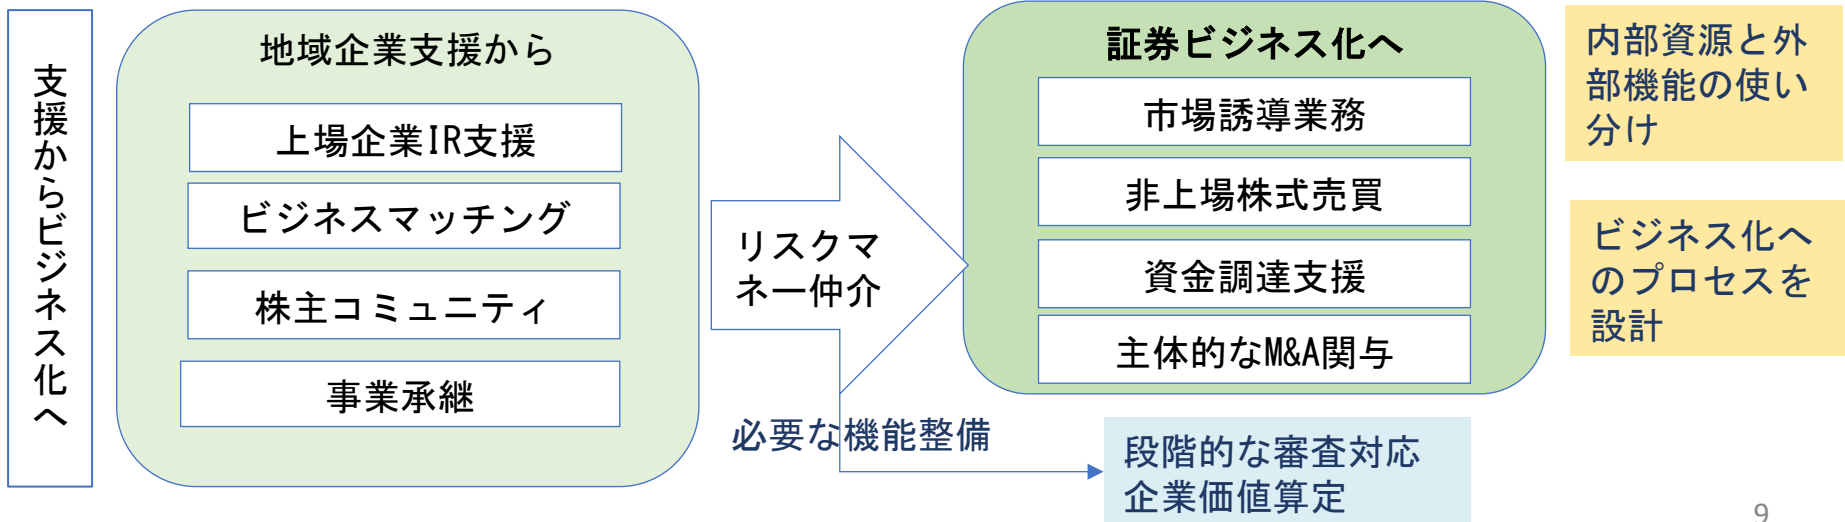 支援からビジネス化へ
地域企業支援から
上場企業IR支援
ビジネスマッチング
株主コミュニティ
事業承継
リスクマ
ネー仲介
必要な機能整備
証券ビジネス化へ
市場誘導業務
非上場株式売買
資金調達支援
主体的なM&A関与
段階的な審査対応
企業価値算定
内部資源と外
部機能の使い
分け
ビジネス化へ
のプロセスを
設計
9